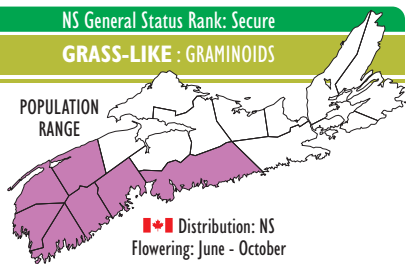 NS General Status Rank: Secure
GRASS-LIKE : GRAMINOIDS
POPULATION
RANGE
Distribution: NS
Flowering: June - October